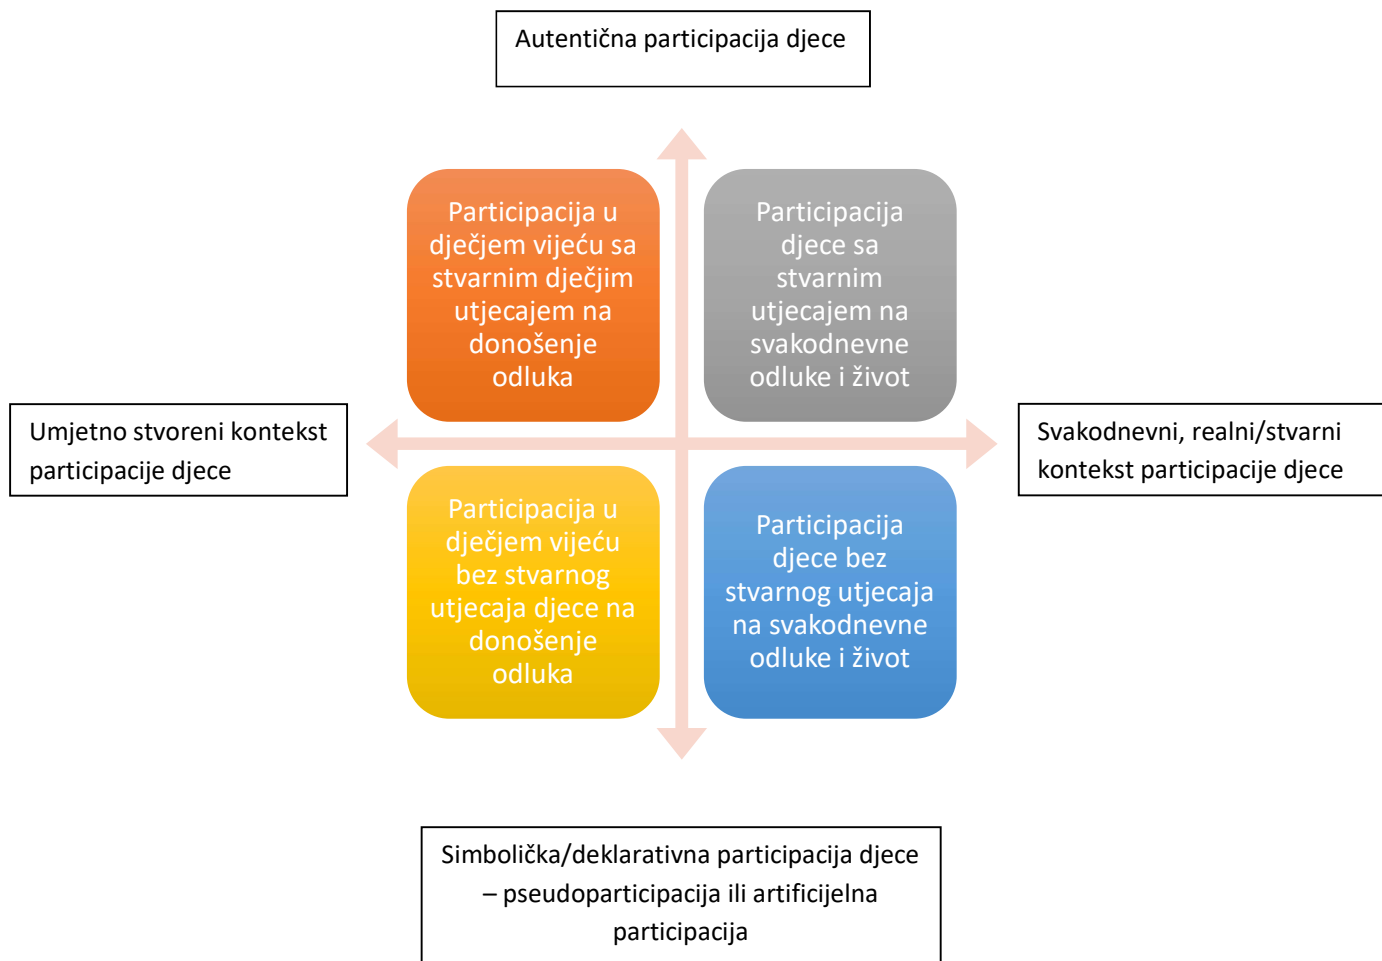 Autentična participacija djece
Participacija u
dječjem vijeću sa
stvarnim dječjim
utjecajem na
donošenje
odluka
Participacija
djece sa
stvarnim
utjecajem na
svakodnevne
odluke i život
Umjetno stvoreni kontekst
participacije djece
Svakodnevni, realni/stvarni
kontekst participacije djece
Participacija u
dječjem vijeću
bez stvarnog
utjecaja djece na
donošenje
odluka
Participacija
djece bez
stvarnog utjecaja
na svakodnevne
odluke i život
Simbolička/deklarativna participacija djece
– pseudoparticipacija ili artificijelna
participacija